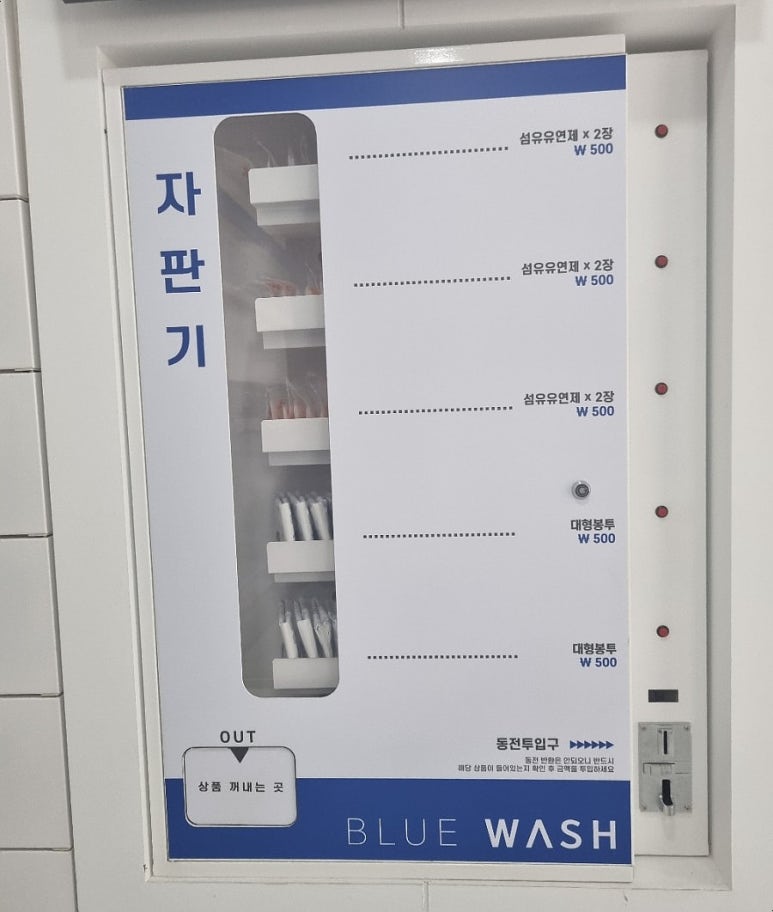 자
판
기
섬유유연제 x 2장
₩ 500
섬유유연제 x 2장
₩ 500
섬유유연제 x 2장
₩ 500
대형봉투
₩ 500
대형봉투
₩ 500
동전투입구
동전 반환은 안되오니 반드시
해당 상품이 들어있는지 확인 후 금액을 투입하세요
OUT
상품 꺼내는 곳
BLUE WASH